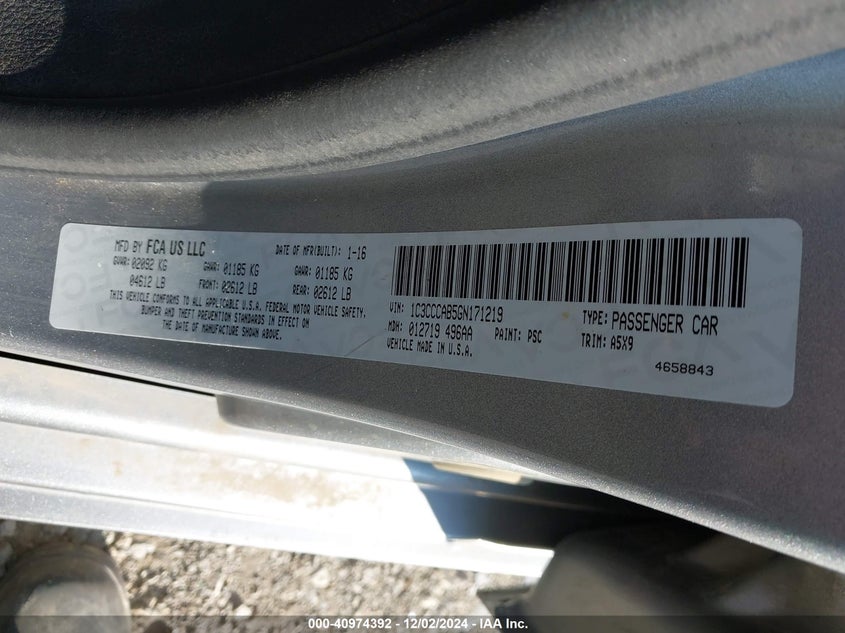 MFD BY FCA US LLC DATE OF MFR(BUILT): 1-16
GVWR: 02092 KG GAWR: 01185 KG GAWR: 01185 KG
04612 LB FRONT: 02612 LB REAR: 02612 LB
THIS VEHICLE CONFORMS TO ALL APPLICABLE U.S.A. FEDERAL MOTOR VEHICLE SAFETY,
BUMPER AND THEFT PREVENTION STANDARDS IN EFFECT ON
THE DATE OF MANUFACTURE SHOWN ABOVE.
VIN: 1C3CCCAB5GN171219 TYPE: PASSENGER CAR
MDH: 012719 496AA PAINT: PSC TRIM: A5X9
VEHICLE MADE IN U.S.A.
4658843
000-40974392 - 12/02/2024 - IAA Inc.